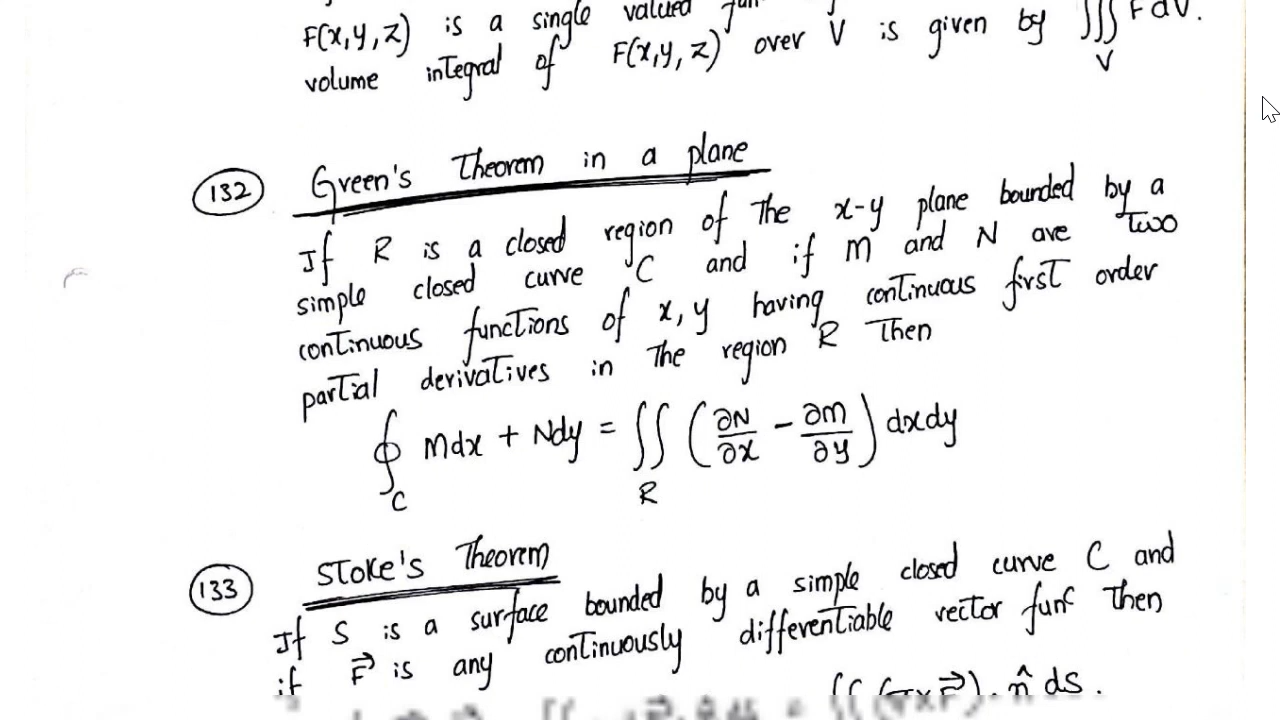 F(x,y,z) is a single valued
volume integral of F(x,y,z) over V is given by ∭_V F dV.
(132) Green's Theorem in a plane
If R is a closed region of the x-y plane bounded by a
simple closed curve C and if M and N are two
continuous functions of x, y having continuous first order
partial derivatives in the region R Then
∮_C Mdx + Ndy = ∬_R (∂N/∂x − ∂M/∂y) dxdy
(133) Stoke's Theorem
If S is a surface bounded by a simple closed curve C and
if F⃗ is any continuously differentiable vector func Then
∬ (∇×F⃗). n̂ ds.